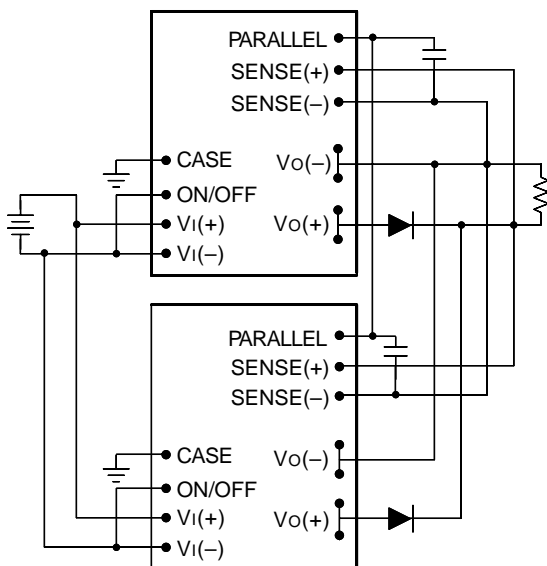 PARALLEL
SENSE(+)
SENSE(–)
CASE
VO(–)
ON/OFF
VI(+)
VO(+)
VI(–)
PARALLEL
SENSE(+)
SENSE(–)
CASE
VO(–)
ON/OFF
VI(+)
VO(+)
VI(–)